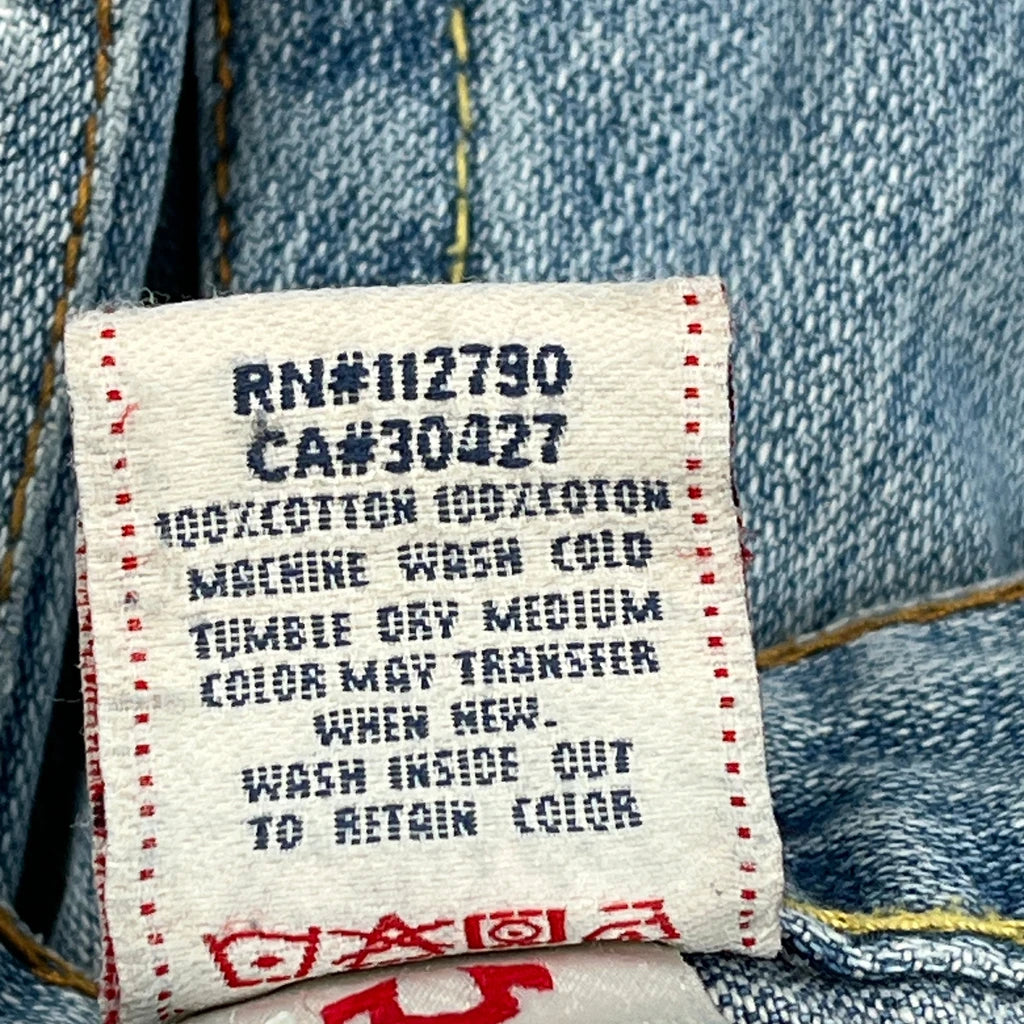 RN#112790
CA#30427
100%COTTON 100%COTON
MACHINE WASH COLD
TUMBLE DRY MEDIUM
COLOR MAY TRANSFER
WHEN NEW.
WASH INSIDE OUT
TO RETAIN COLOR